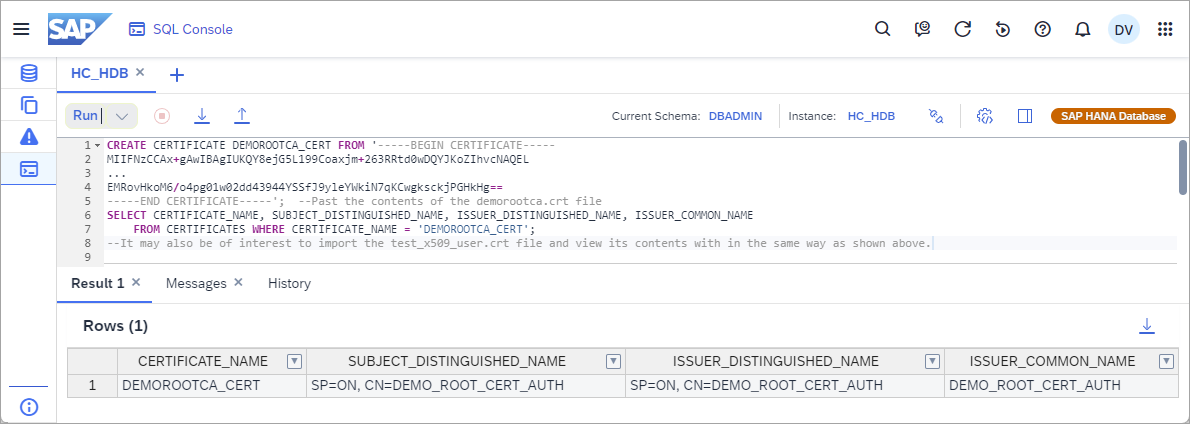 SAP SQL Console DV
HC_HDB
Run Current Schema: DBADMIN Instance: HC_HDB SAP HANA Database
1 CREATE CERTIFICATE DEMOROOTCA_CERT FROM '-----BEGIN CERTIFICATE-----
2 MIIFNzCCAx+gAwIBAgIUKQY8ejG5L199Coaxjm+263RRtd0wDQYJKoZIhvcNAQEL
3 ...
4 EMRovHkoM6/o4pg01w02dd43944YSSfJ9yleYWkiN7qKCwgksckjPGHkHg==
5 -----END CERTIFICATE-----';  --Past the contents of the demorootca.crt file
6 SELECT CERTIFICATE_NAME, SUBJECT_DISTINGUISHED_NAME, ISSUER_DISTINGUISHED_NAME, ISSUER_COMMON_NAME
7 FROM CERTIFICATES WHERE CERTIFICATE_NAME = 'DEMOROOTCA_CERT';
8 --It may also be of interest to import the test_x509_user.crt file and view its contents with in the same way as shown above.
9
Result 1 Messages History
Rows (1)
CERTIFICATE_NAME SUBJECT_DISTINGUISHED_NAME ISSUER_DISTINGUISHED_NAME ISSUER_COMMON_NAME
1 DEMOROOTCA_CERT SP=ON, CN=DEMO_ROOT_CERT_AUTH SP=ON, CN=DEMO_ROOT_CERT_AUTH DEMO_ROOT_CERT_AUTH